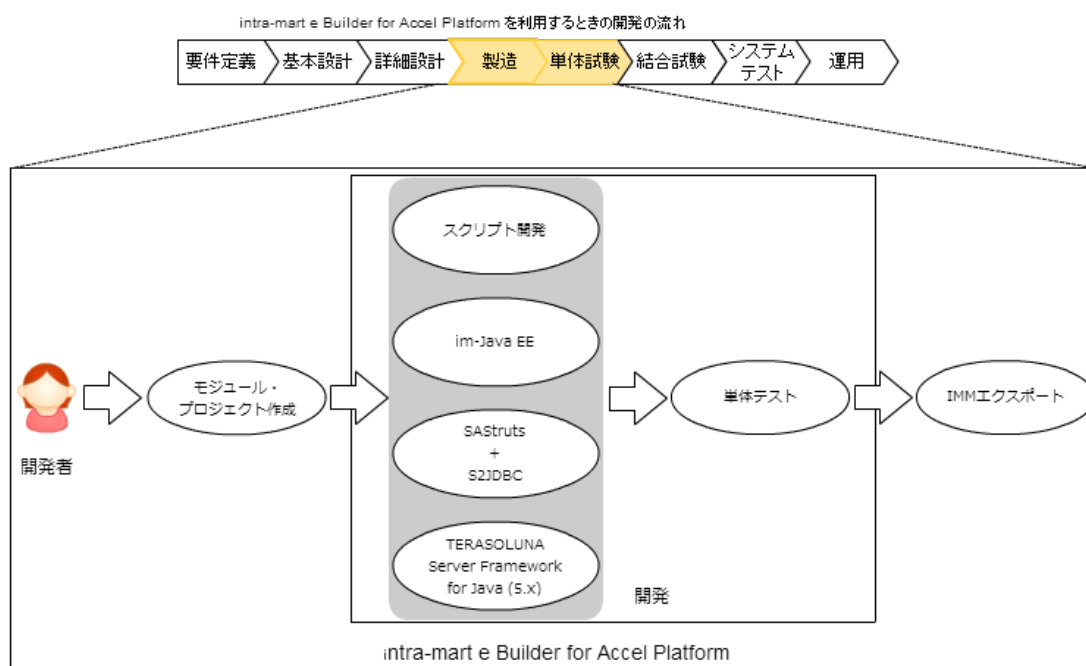 intra-mart e Builder for Accel Platform を利用するときの開発の流れ
要件定義
基本設計
詳細設計
製造
単体試験
結合試験
システム
テスト
運用
スクリプト開発
im-Java EE
SAStruts
+
S2JDBC
TERASOLUNA
Server Framework
for Java (5.x)
開発者
モジュール・
プロジェクト作成
単体テスト
IMMエクスポート
開発
intra-mart e Builder for Accel Platform